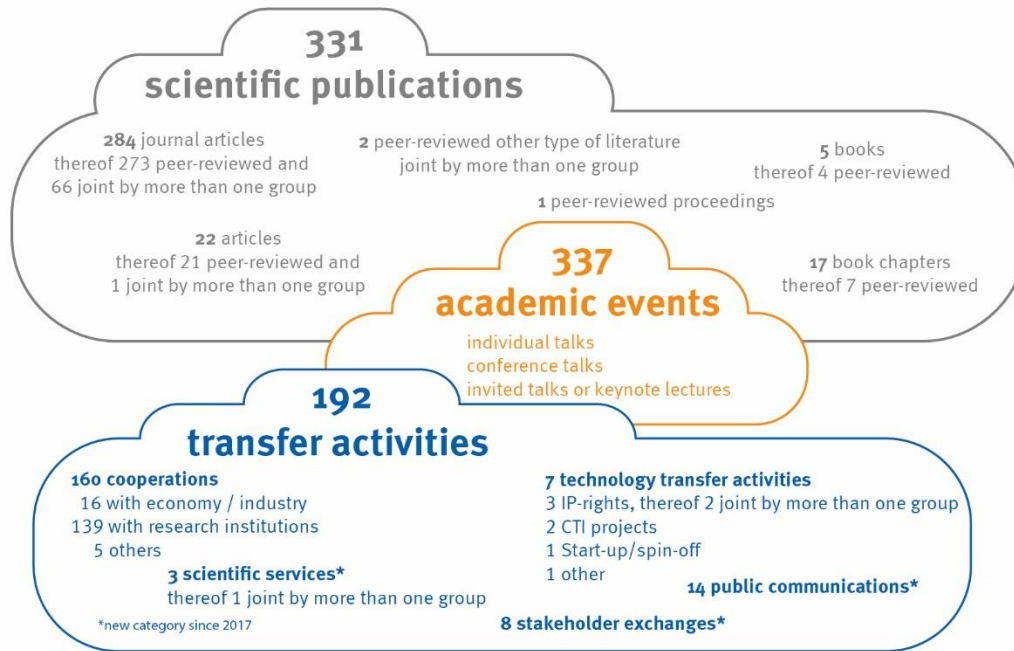 331
scientific publications
284 journal articles
thereof 273 peer-reviewed and
66 joint by more than one group
2 peer-reviewed other type of literature
joint by more than one group
5 books
thereof 4 peer-reviewed
1 peer-reviewed proceedings
22 articles
thereof 21 peer-reviewed and
1 joint by more than one group
17 book chapters
thereof 7 peer-reviewed
337
academic events
individual talks
conference talks
invited talks or keynote lectures
192
transfer activities
160 cooperations
16 with economy / industry
139 with research institutions
5 others
3 scientific services*
thereof 1 joint by more than one group
*new category since 2017
7 technology transfer activities
3 IP-rights, thereof 2 joint by more than one group
2 CTI projects
1 Start-up/spin-off
1 other
14 public communications*
8 stakeholder exchanges*